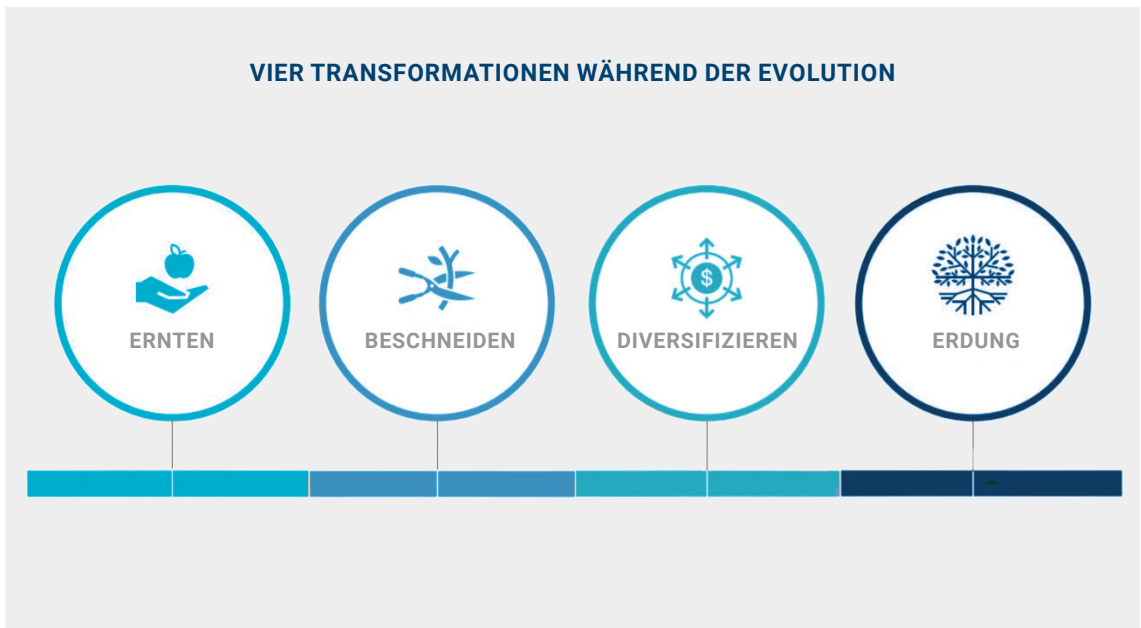 VIER TRANSFORMATIONEN WÄHREND DER EVOLUTION
ERNTEN
BESCHNEIDEN
$
DIVERSIFIZIEREN
ERDUNG